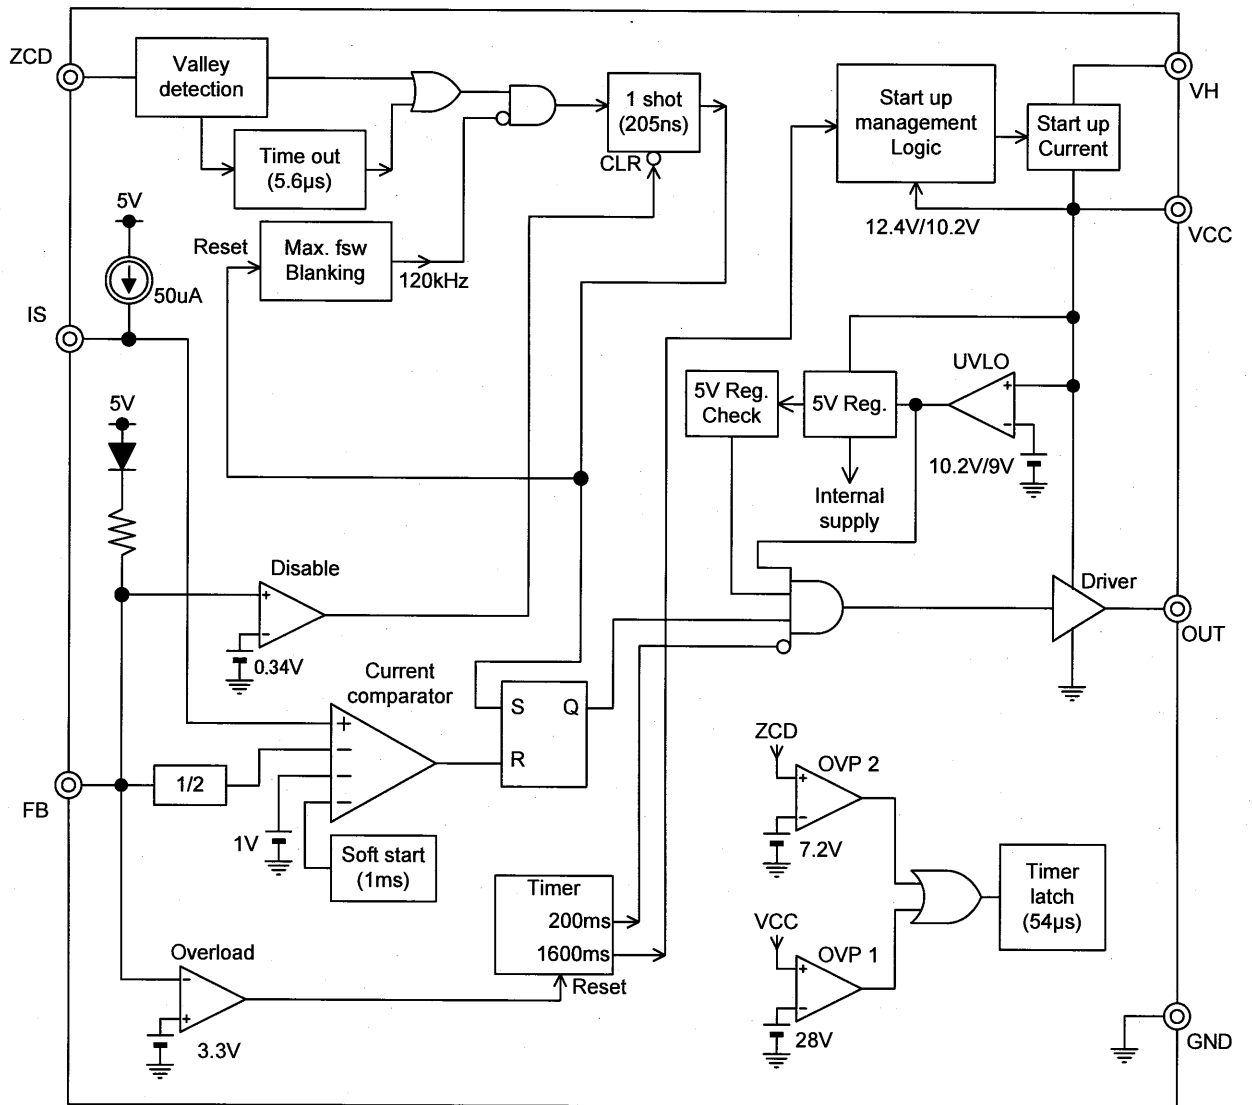 ZCD
Valley
detection
Time out
(5.6µs)
1 shot
(205ns)
CLR
Start up
management
Logic
Start up
Current
VH
VCC
12.4V/10.2V
5V
50uA
Reset
Max. fsw
Blanking
120kHz
IS
5V
5V Reg.
Check
5V Reg.
UVLO
+
−
10.2V/9V
Internal
supply
Disable
+
−
0.34V
Driver
OUT
Current
comparator
+
−
−
−
S
Q
R
FB
1/2
1V
Soft start
(1ms)
ZCD
OVP 2
+
−
7.2V
Timer
200ms
1600ms
Reset
VCC
OVP 1
+
−
28V
Timer
latch
(54µs)
Overload
−
+
3.3V
GND